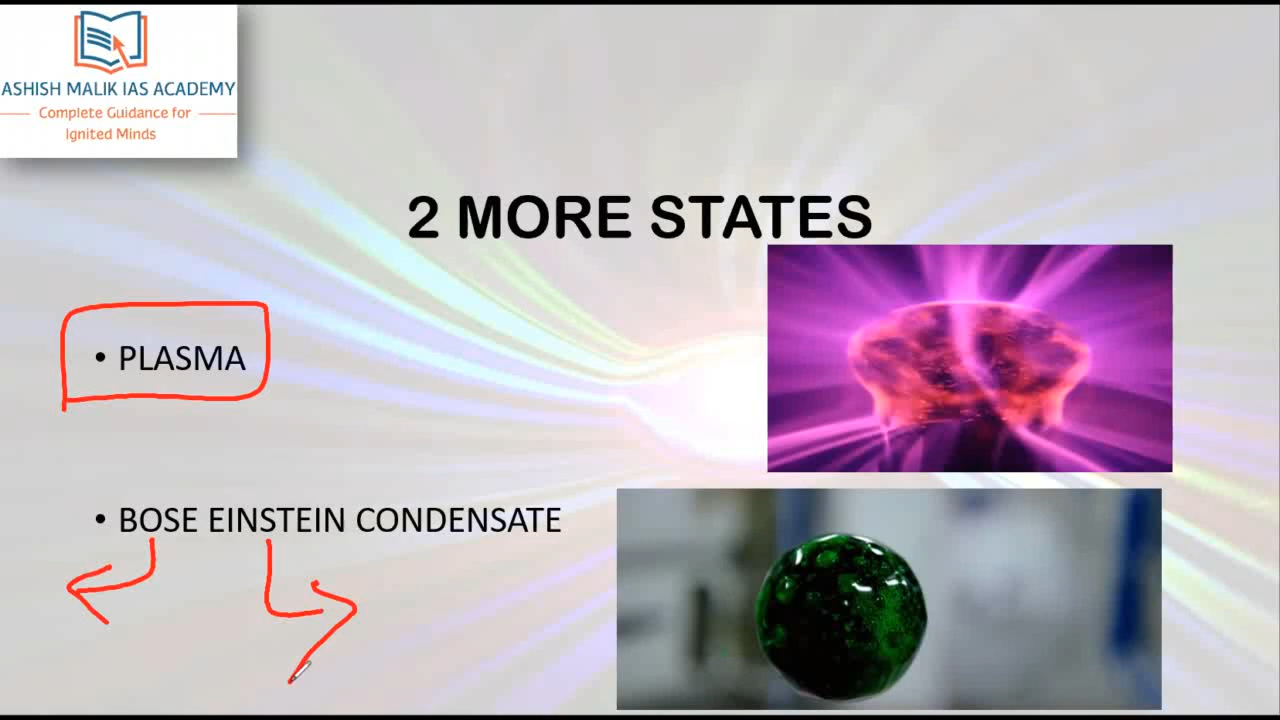 ASHISH MALIK IAS ACADEMY
Complete Guidance for
Ignited Minds
2 MORE STATES
• PLASMA
• BOSE EINSTEIN CONDENSATE